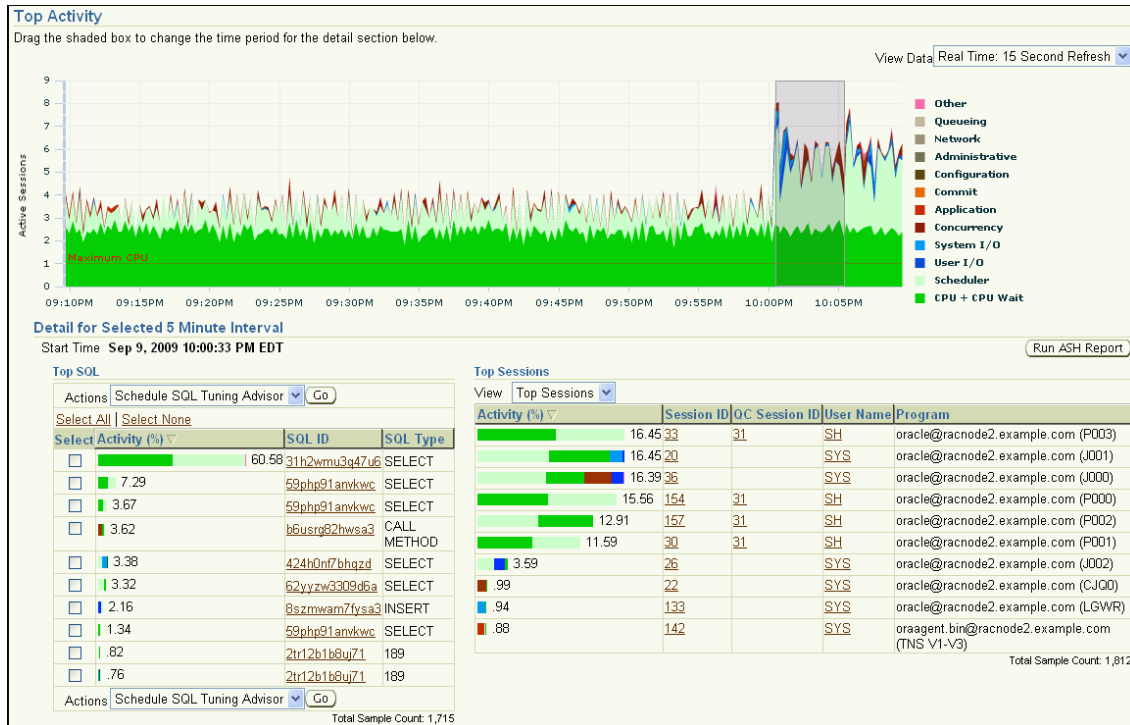 Top Activity
Drag the shaded box to change the time period for the detail section below.
View Data Real Time: 15 Second Refresh
9
8
7
6
5
4
3
2
1
0
Active Sessions
Maximum CPU
09:10PM 09:15PM 09:20PM 09:25PM 09:30PM 09:35PM 09:40PM 09:45PM 09:50PM 09:55PM 10:00PM 10:05PM
Other
Queueing
Network
Administrative
Configuration
Commit
Application
Concurrency
System I/O
User I/O
Scheduler
CPU + CPU Wait
Detail for Selected 5 Minute Interval
Start Time Sep 9, 2009 10:00:33 PM EDT
Run ASH Report
Top SQL
Actions Schedule SQL Tuning Advisor Go
Select All | Select None
Select Activity (%) SQL ID SQL Type
60.58 31h2wmu3q47u6 SELECT
7.29 59php91anvkwc SELECT
3.67 59php91anvkwc SELECT
3.62 b6usrg82hwsa3 CALL METHOD
3.38 424h0nf7bhqzd SELECT
3.32 62yyzw3309d6a SELECT
2.16 8szmwam7fysa3 INSERT
1.34 59php91anvkwc SELECT
.82 2tr12b1b8uj71 189
.76 2tr12b1b8uj71 189
Actions Schedule SQL Tuning Advisor Go
Total Sample Count: 1,715
Top Sessions
View Top Sessions
Activity (%) Session ID QC Session ID User Name Program
16.45 33 31 SH oracle@racnode2.example.com (P003)
16.45 20 SYS oracle@racnode2.example.com (J001)
16.39 36 SYS oracle@racnode2.example.com (J000)
15.56 154 31 SH oracle@racnode2.example.com (P000)
12.91 157 31 SH oracle@racnode2.example.com (P002)
11.59 30 31 SH oracle@racnode2.example.com (P001)
3.59 26 SYS oracle@racnode2.example.com (J002)
.99 22 SYS oracle@racnode2.example.com (CJQ0)
.94 133 SYS oracle@racnode2.example.com (LGWR)
.88 142 SYS oraagent.bin@racnode2.example.com
(TNS V1-V3)
Total Sample Count: 1,812